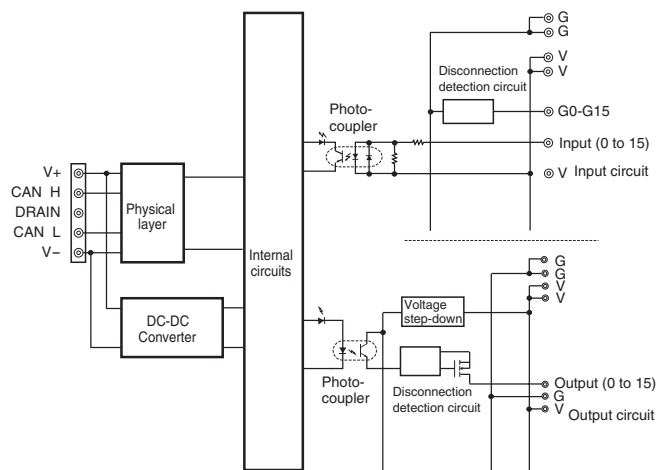 G
G
V
V
Disconnection
detection circuit
G0-G15
Photo-
coupler
Input (0 to 15)
V Input circuit
V+
CAN H
DRAIN
CAN L
V−
Physical
layer
Internal
circuits
DC-DC
Converter
G
G
V
V
Voltage
step-down
Photo-
coupler
Disconnection
detection circuit
Output (0 to 15)
G
V Output circuit